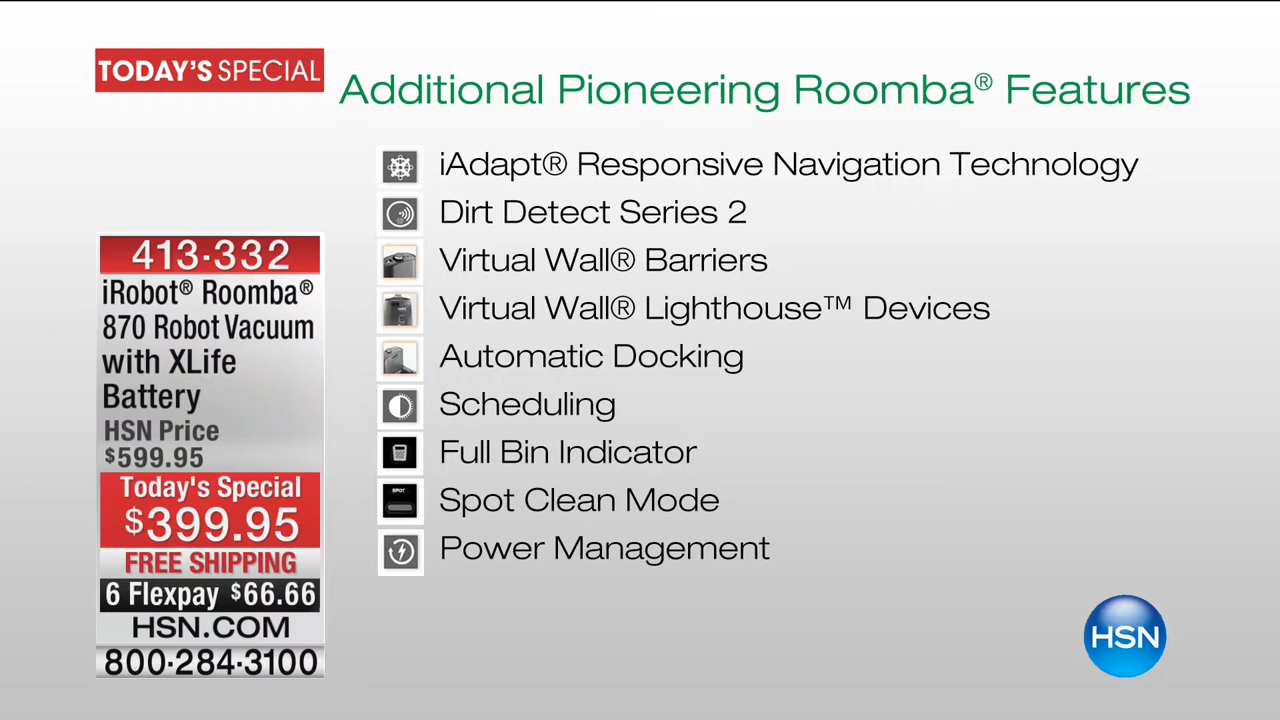 TODAY'S SPECIAL
Additional Pioneering Roomba® Features
iAdapt® Responsive Navigation Technology
Dirt Detect Series 2
Virtual Wall® Barriers
Virtual Wall® Lighthouse™ Devices
Automatic Docking
Scheduling
Full Bin Indicator
SPOT
Spot Clean Mode
Power Management
413·332
iRobot® Roomba®
870 Robot Vacuum
with XLife
Battery
HSN Price
$599.95
Today's Special
$399.95
FREE SHIPPING
6 Flexpay $66.66
HSN.COM
800·284·3100
HSN